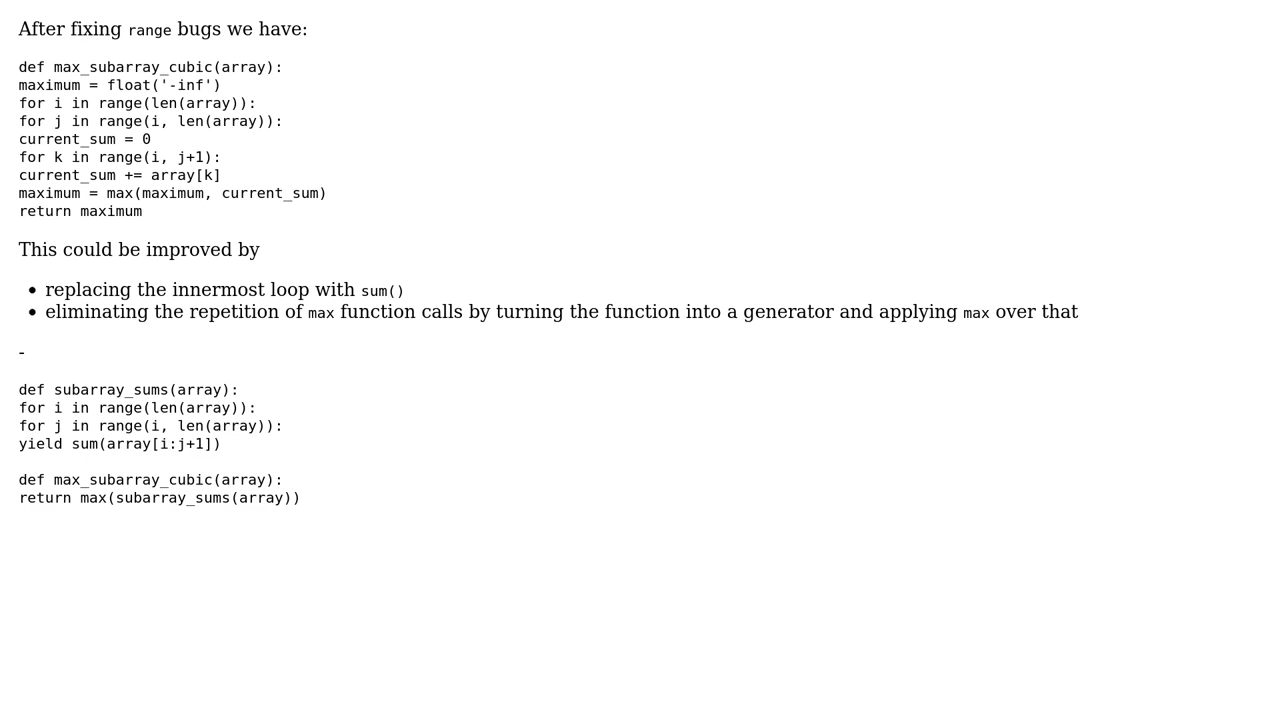 After fixing range bugs we have:
def max_subarray_cubic(array):
maximum = float('-inf')
for i in range(len(array)):
for j in range(i, len(array)):
current_sum = 0
for k in range(i, j+1):
current_sum += array[k]
maximum = max(maximum, current_sum)
return maximum
This could be improved by
• replacing the innermost loop with sum()
• eliminating the repetition of max function calls by turning the function into a generator and applying max over that
-
def subarray_sums(array):
for i in range(len(array)):
for j in range(i, len(array)):
yield sum(array[i:j+1])
def max_subarray_cubic(array):
return max(subarray_sums(array))